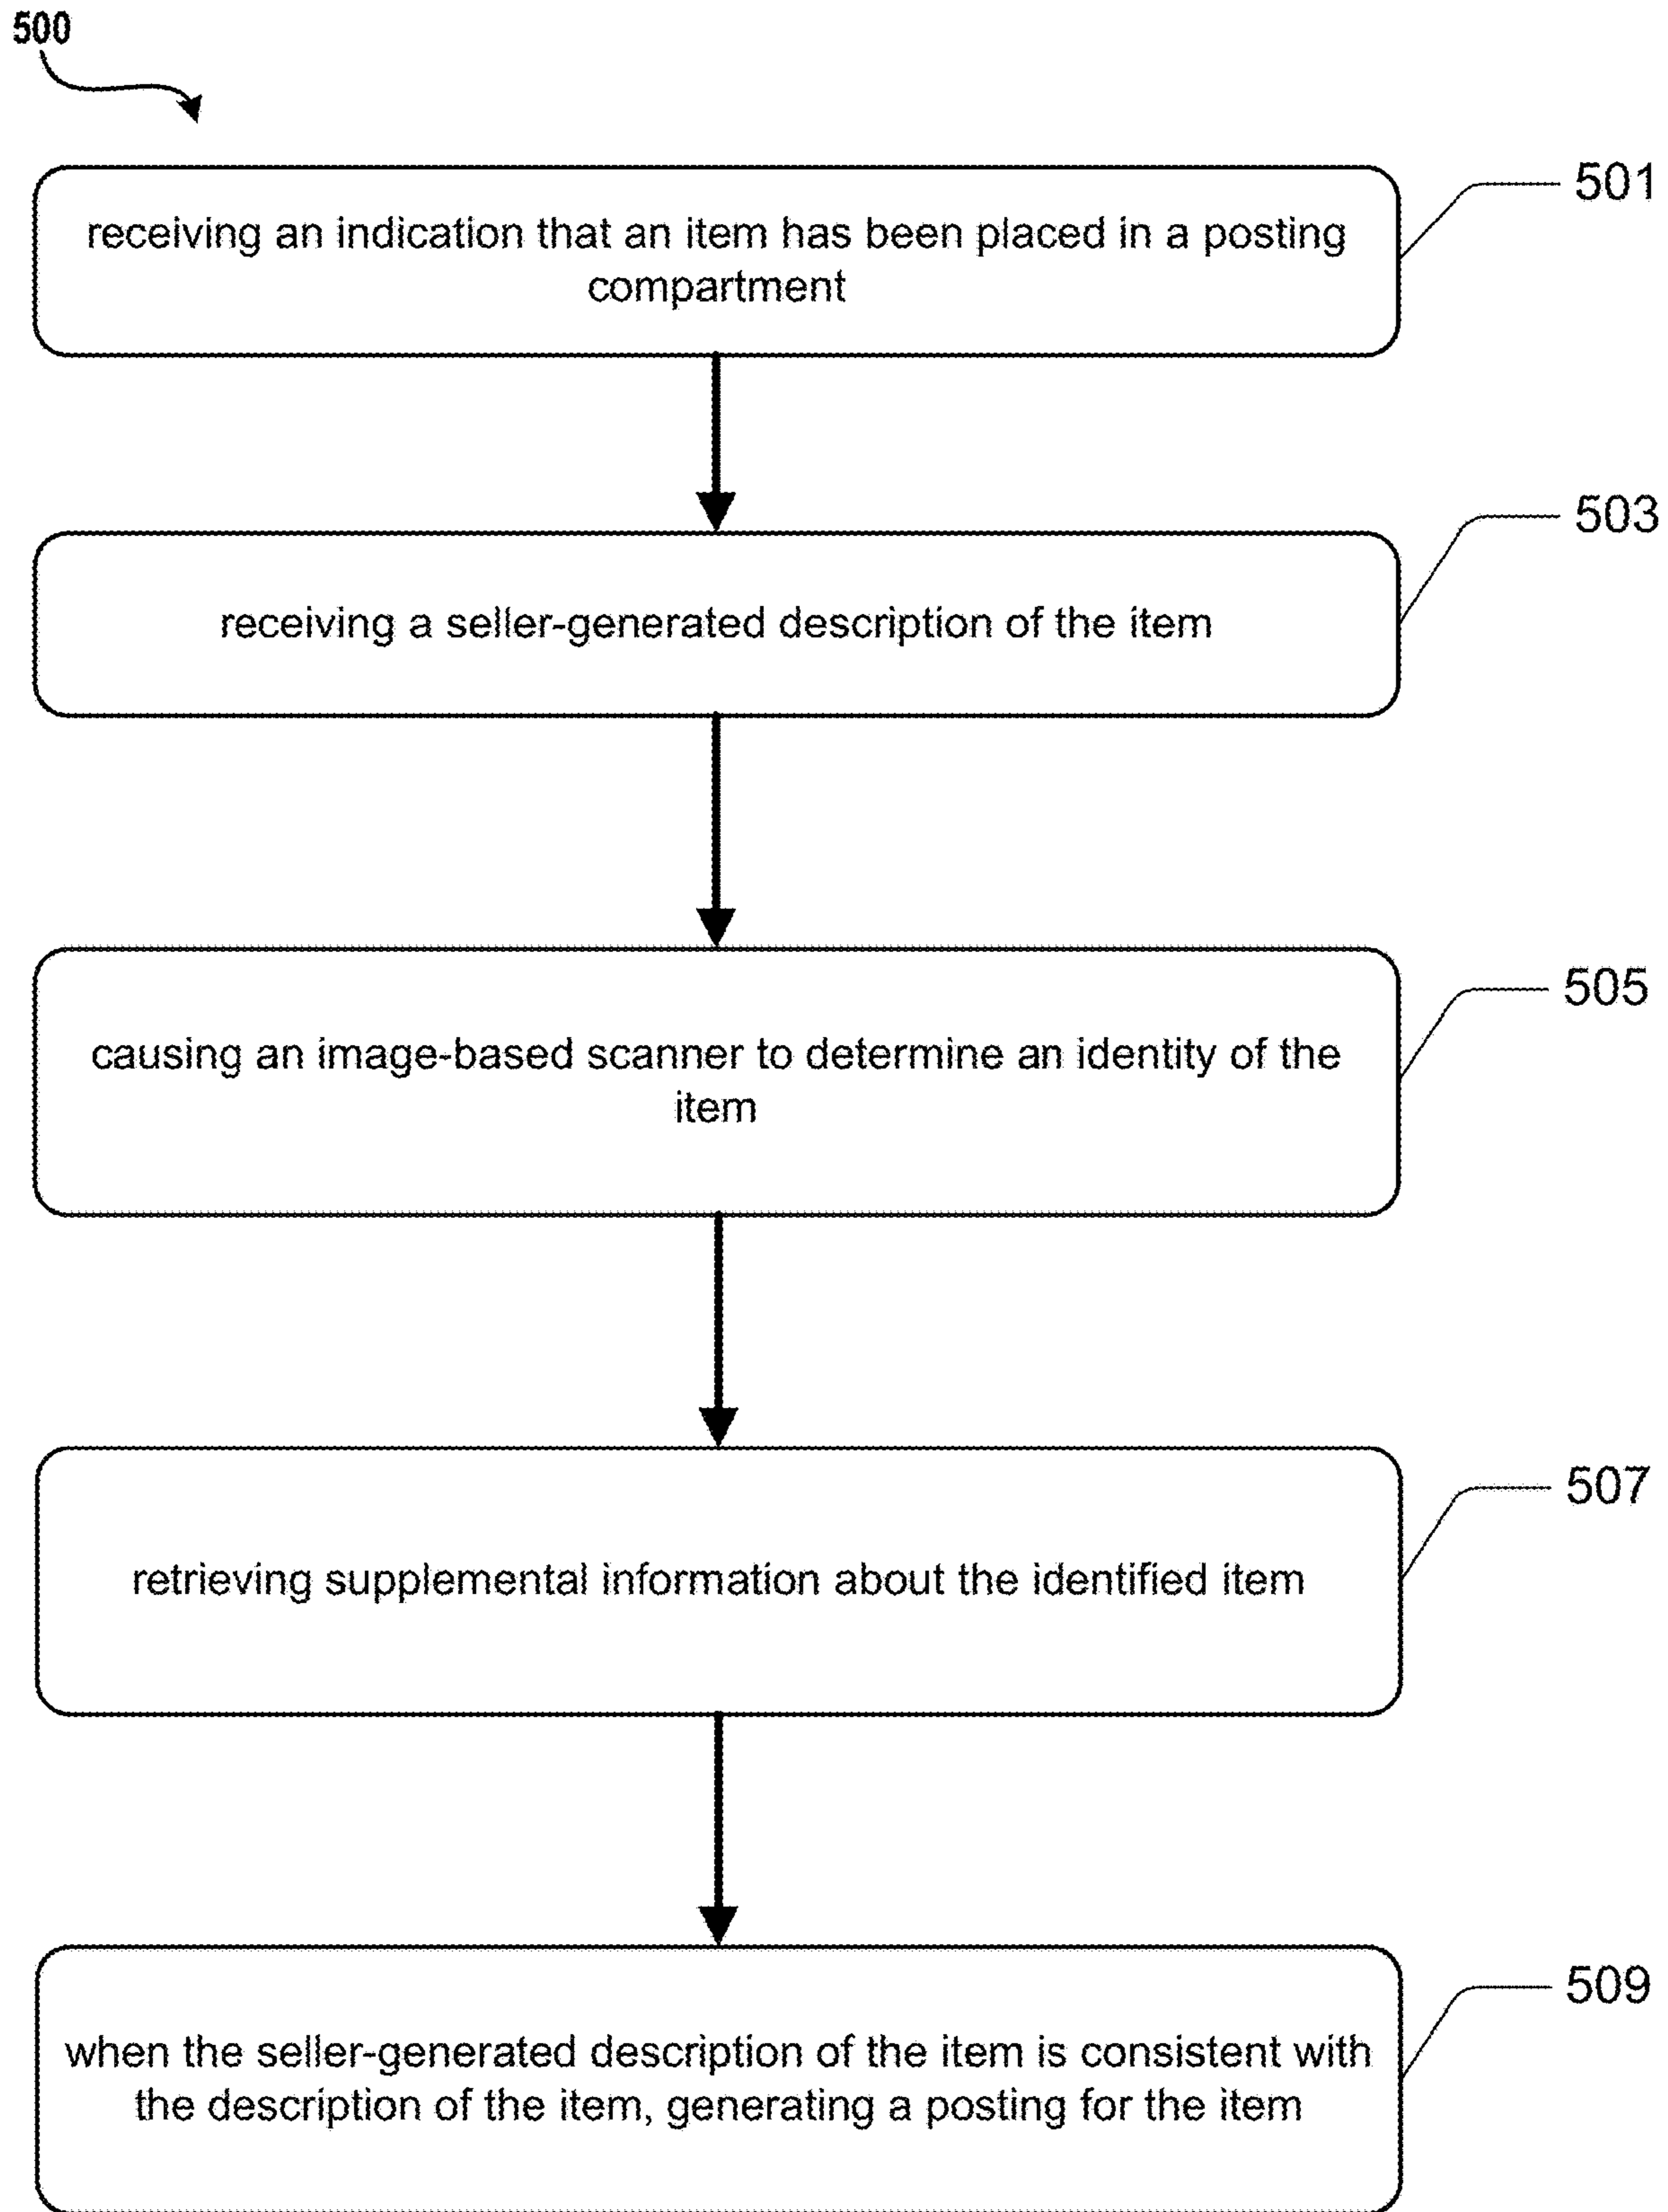 500
receiving an indication that an item has been placed in a posting
compartment
501
receiving a seller-generated description of the item
503
causing an image-based scanner to determine an identity of the
item
505
retrieving supplemental information about the identified item
507
when the seller-generated description of the item is consistent with
the description of the item, generating a posting for the item
509